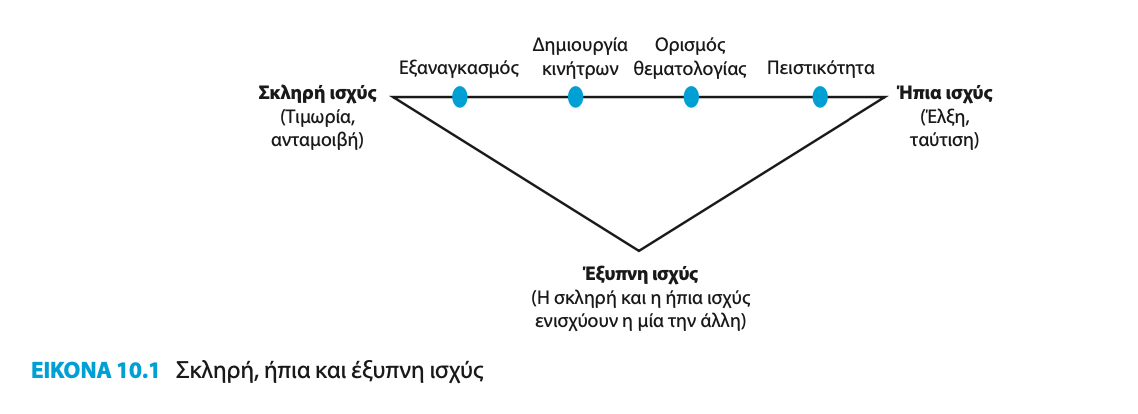 Εξαναγκασμός
Δημιουργία
κινήτρων
Ορισμός
θεματολογίας
Πειστικότητα
Σκληρή ισχύς
(Τιμωρία,
ανταμοιβή)
Ήπια ισχύς
(Έλξη,
ταύτιση)
Έξυπνη ισχύς
(Η σκληρή και η ήπια ισχύς
ενισχύουν η μία την άλλη)
ΕΙΚΟΝΑ 10.1 Σκληρή, ήπια και έξυπνη ισχύς